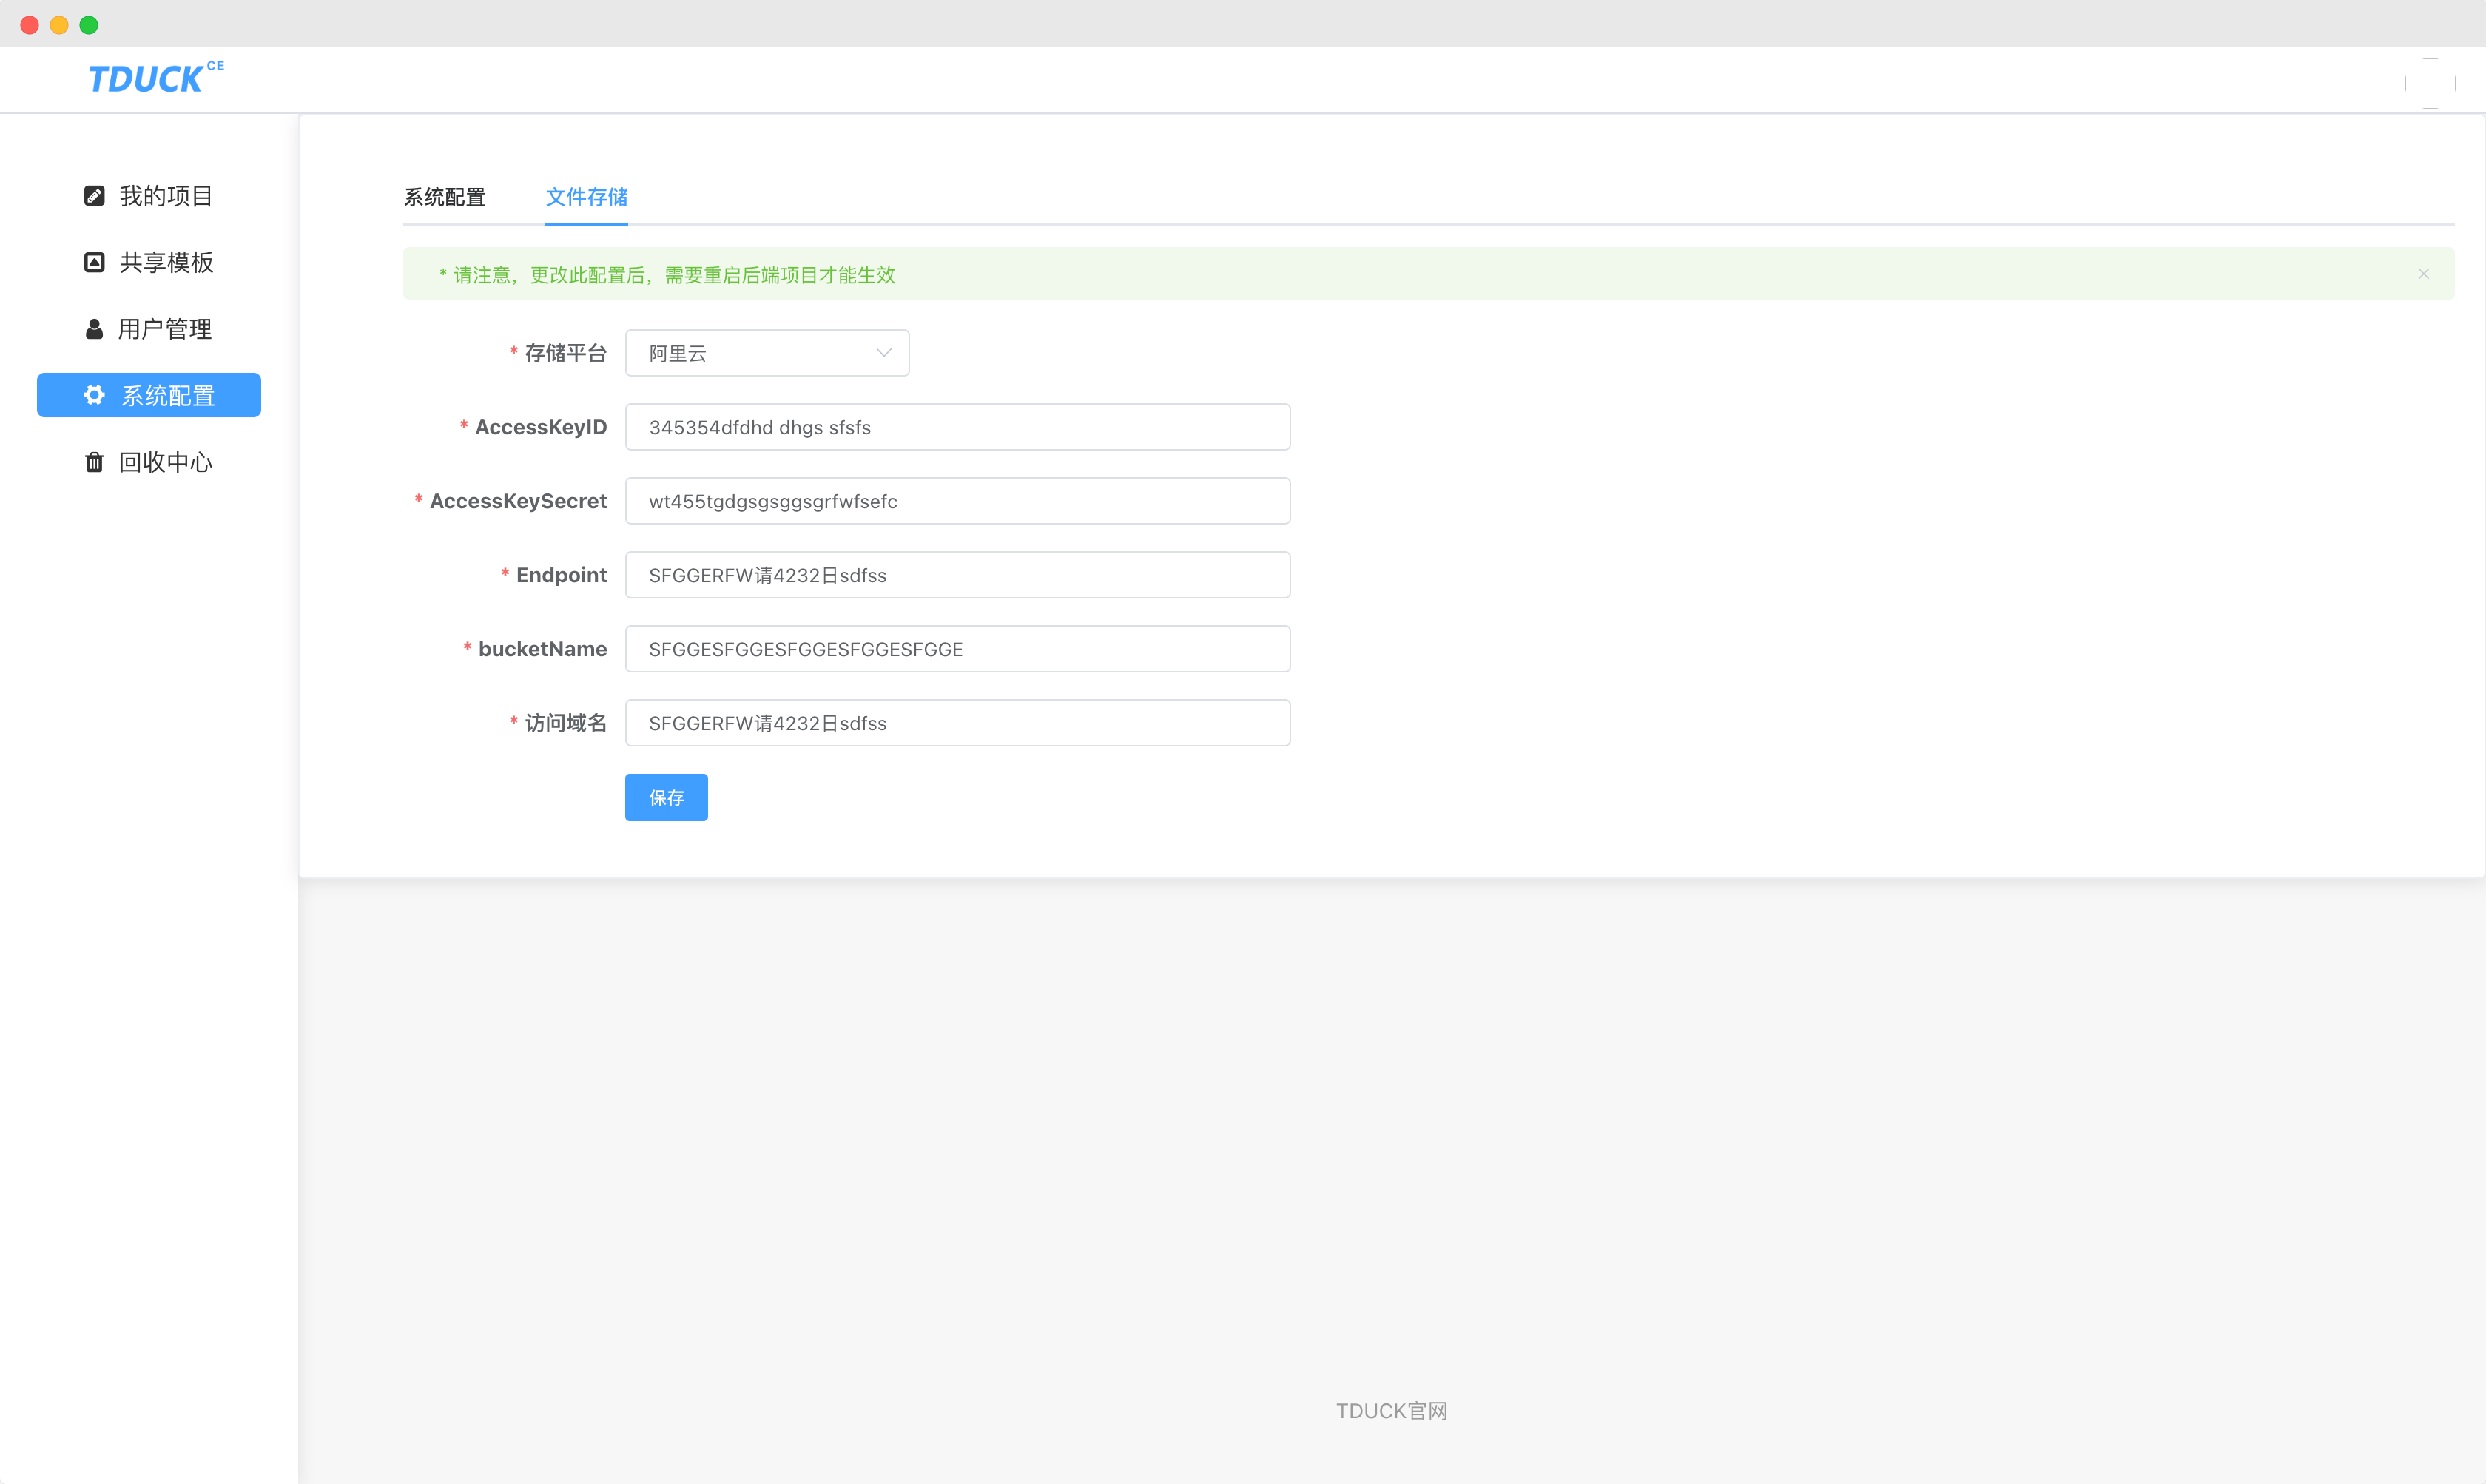 TDUCK CE
我的项目
共享模板
用户管理
系统配置
回收中心
系统配置
文件存储
* 请注意，更改此配置后，需要重启后端项目才能生效
* 存储平台
阿里云
* AccessKeyID
345354dfdhd dhgs sfsfs
* AccessKeySecret
wt455tgdgsgsggsgrfwfsefc
* Endpoint
SFGGERFW请4232日sdfss
* bucketName
SFGGESFGGESFGGESFGGESFGGE
* 访问域名
SFGGERFW请4232日sdfss
保存
TDUCK官网